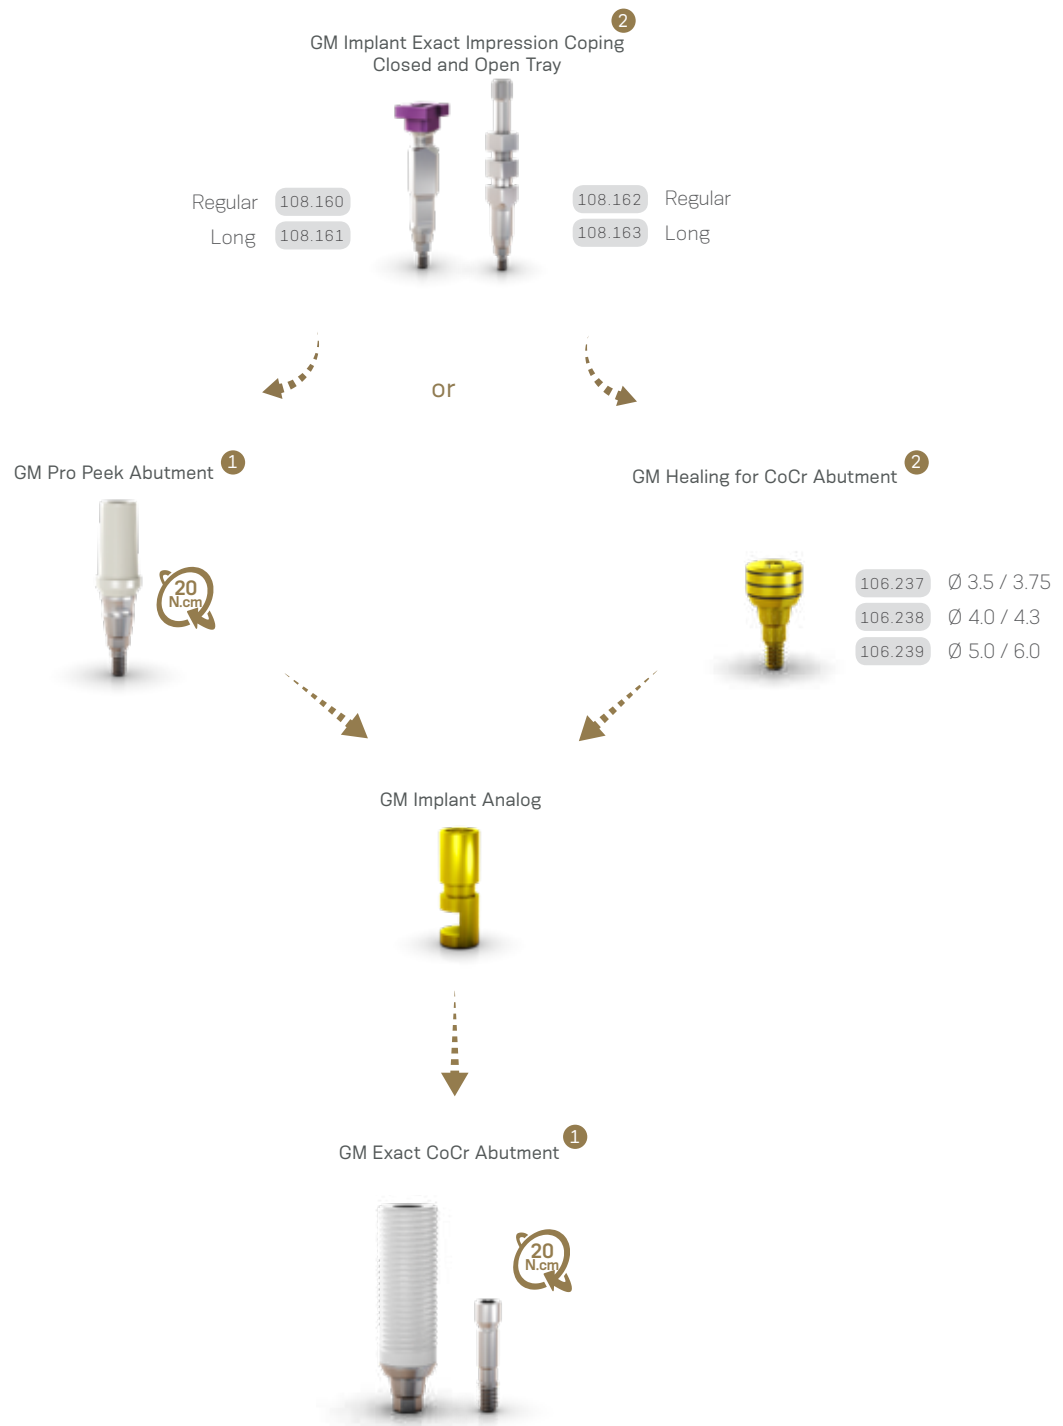 2
GM Implant Exact Impression Coping
Closed and Open Tray
Regular 108.160
Long 108.161
108.162 Regular
108.163 Long
or
GM Pro Peek Abutment 1
20
N.cm
GM Healing for CoCr Abutment 2
106.237 Ø 3.5 / 3.75
106.238 Ø 4.0 / 4.3
106.239 Ø 5.0 / 6.0
GM Implant Analog
GM Exact CoCr Abutment 1
20
N.cm